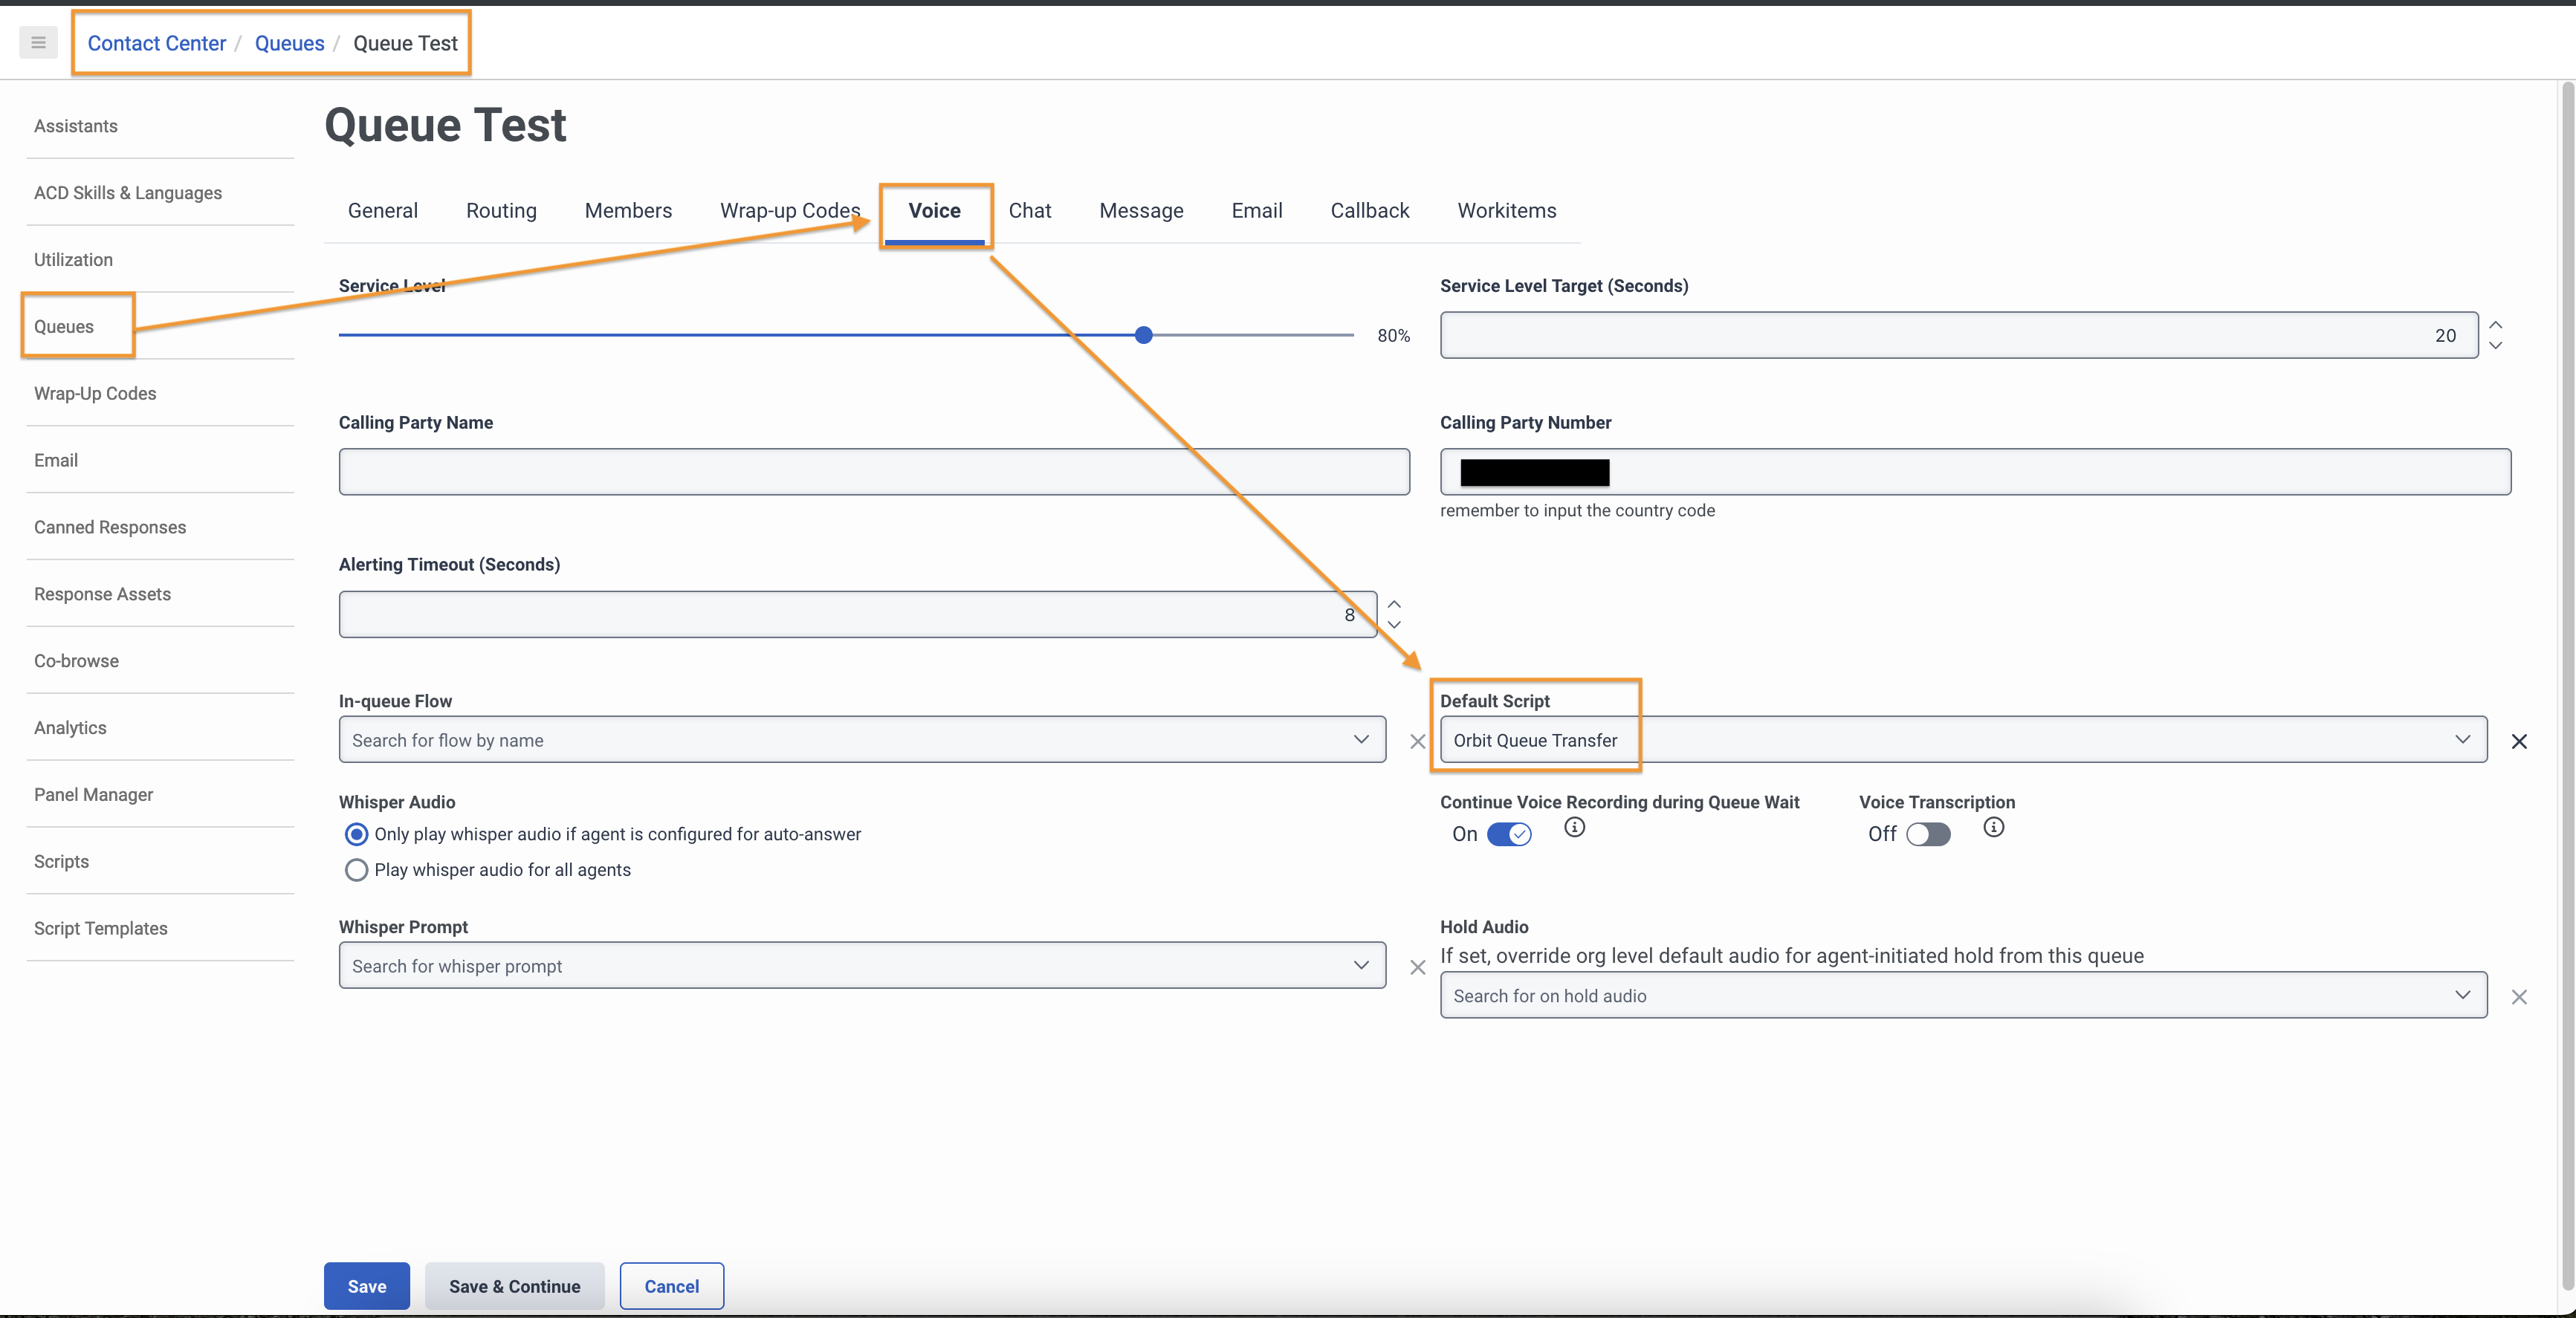 Contact Center / Queues / Queue Test
Assistants
ACD Skills & Languages
Utilization
Queues
Wrap-Up Codes
Email
Canned Responses
Response Assets
Co-browse
Analytics
Panel Manager
Scripts
Script Templates
Queue Test
General Routing Members Wrap-up Codes Voice Chat Message Email Callback Workitems
Service Level
80%
Service Level Target (Seconds)
20
Calling Party Name
Calling Party Number
remember to input the country code
Alerting Timeout (Seconds)
8
In-queue Flow
Search for flow by name
Default Script
Orbit Queue Transfer
Whisper Audio
Only play whisper audio if agent is configured for auto-answer
Play whisper audio for all agents
Continue Voice Recording during Queue Wait
On
Voice Transcription
Off
Whisper Prompt
Search for whisper prompt
Hold Audio
If set, override org level default audio for agent-initiated hold from this queue
Search for on hold audio
Save Save & Continue Cancel